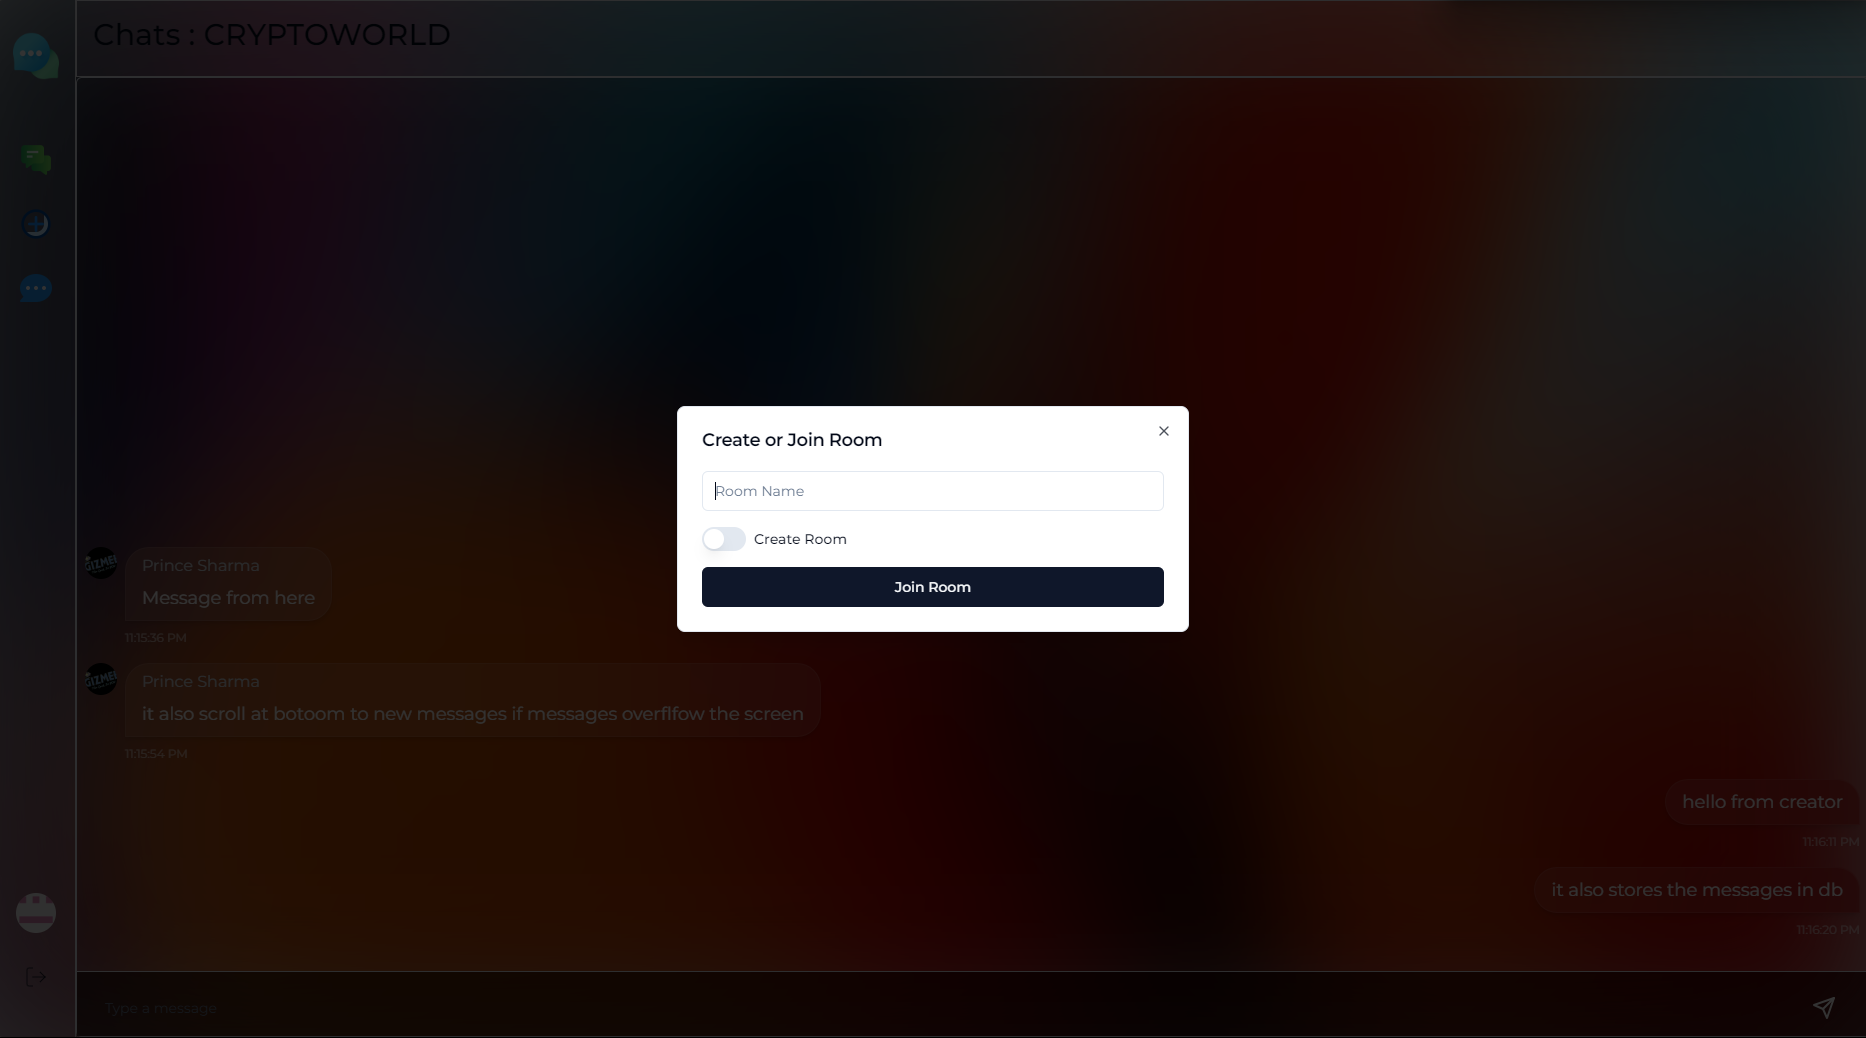 Chats : CRYPTOWORLD
Create or Join Room
Room Name
Create Room
Join Room
Prince Sharma
Message from here
11:15:36 PM
Prince Sharma
it also scroll at botoom to new messages if messages overflfow the screen
11:15:54 PM
hello from creator
11:16:11 PM
it also stores the messages in db
11:16:20 PM
Type a message